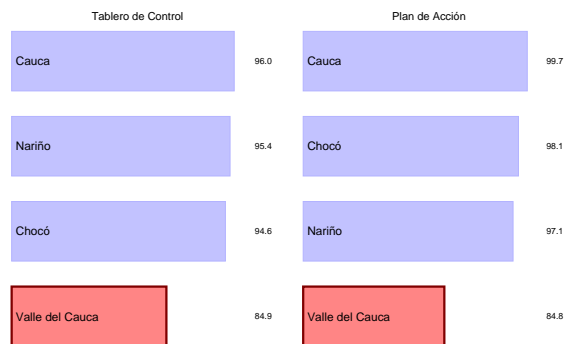 Tablero de Control
Cauca 96.0
Nariño 95.4
Chocó 94.6
Valle del Cauca 84.9
Plan de Acción
Cauca 99.7
Chocó 98.1
Nariño 97.1
Valle del Cauca 84.8